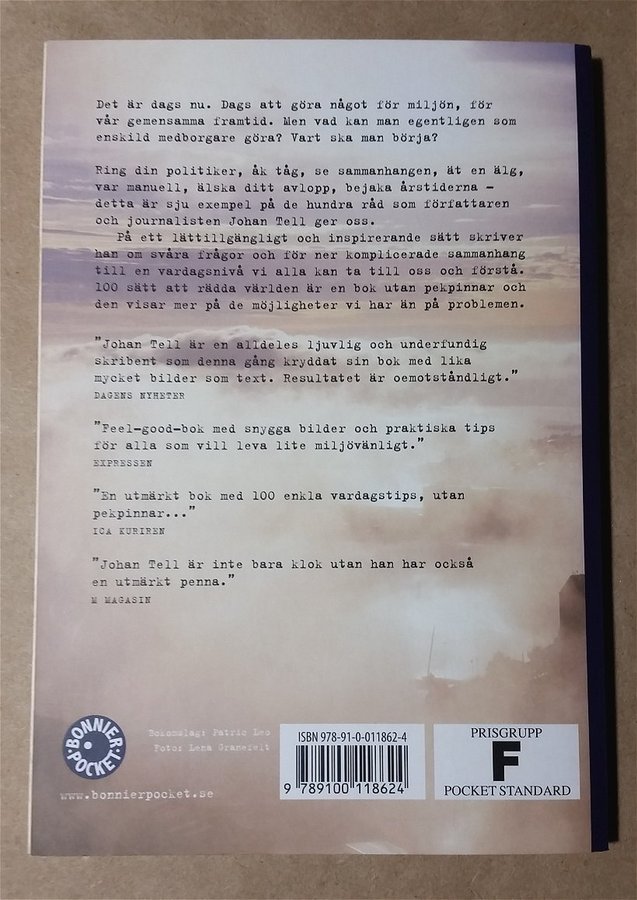 Det är dags nu. Dags att göra något för miljön, för
vår gemensamma framtid. Men vad kan man egentligen som
enskild medborgare göra? Vart ska man börja?
Ring din politiker, åk tåg, se sammanhangen, ät en älg,
var manuell, älska ditt avlopp, bejaka årstiderna –
detta är sju exempel på de hundra råd som författaren
och journalisten Johan Tell ger oss.
På ett lättillgängligt och inspirerande sätt skriver
han om svåra frågor och för ner komplicerade sammanhang
till en vardagsnivå vi alla kan ta till oss och förstå.
100 sätt att rädda världen är en bok utan pekpinnar och
den visar mer på de möjligheter vi har än på problemen.
”Johan Tell är en alldeles ljuvlig och underfundig
skribent som denna gång kryddat sin bok med lika
mycket bilder som text. Resultatet är oemotståndligt.”
DAGENS NYHETER
”Feel-good-bok med snygga bilder och praktiska tips
för alla som vill leva lite miljövänligt.”
EXPRESSEN
”En utmärkt bok med 100 enkla vardagstips, utan
pekpinnar...”
ICA KURIREN
”Johan Tell är inte bara klok utan han har också
en utmärkt penna.”
M MAGASIN
BONNIER POCKET
Bokomslag: Patric Leo
Foto: Lena Granefelt
www.bonnierpocket.se
ISBN 978-91-0-011862-4
9 789100 118624
PRISGRUPP
F
POCKET STANDARD